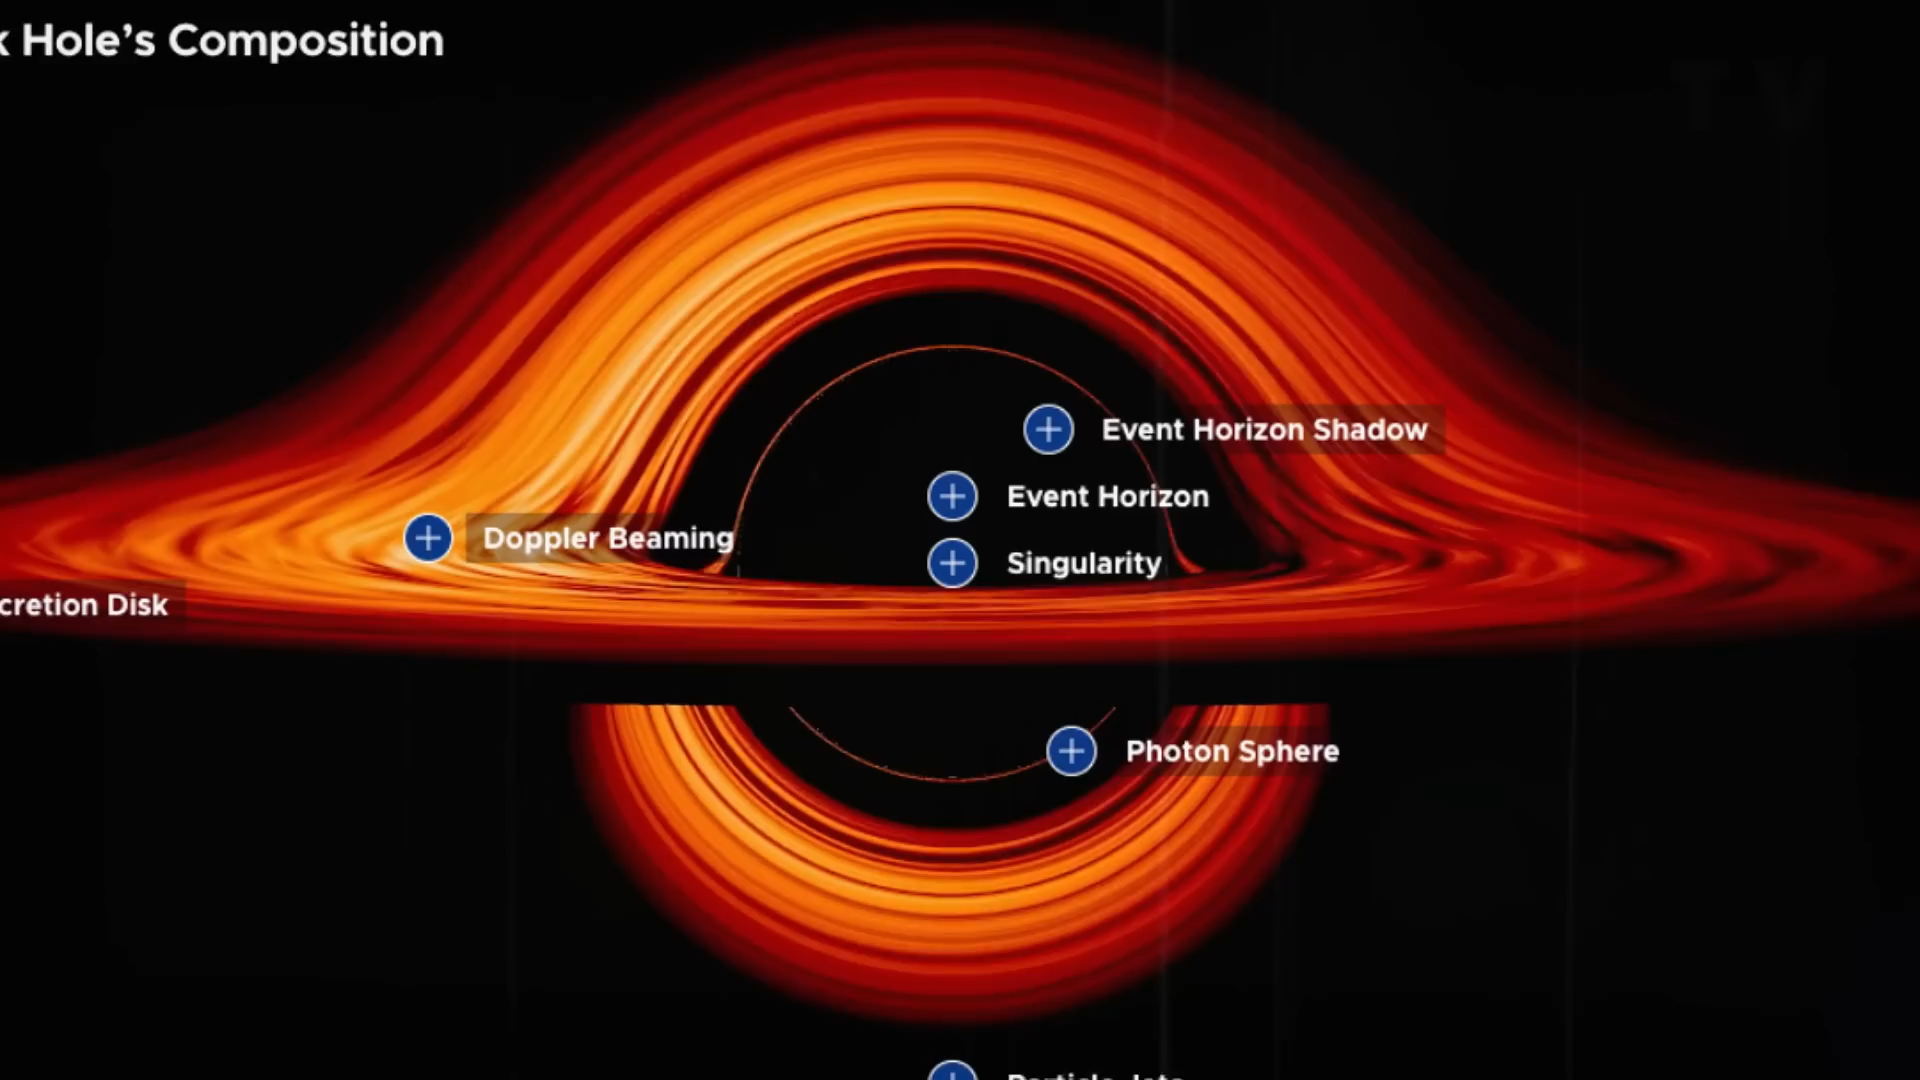 k Hole’s Composition
Event Horizon Shadow
Event Horizon
Doppler Beaming
Singularity
cretion Disk
Photon Sphere